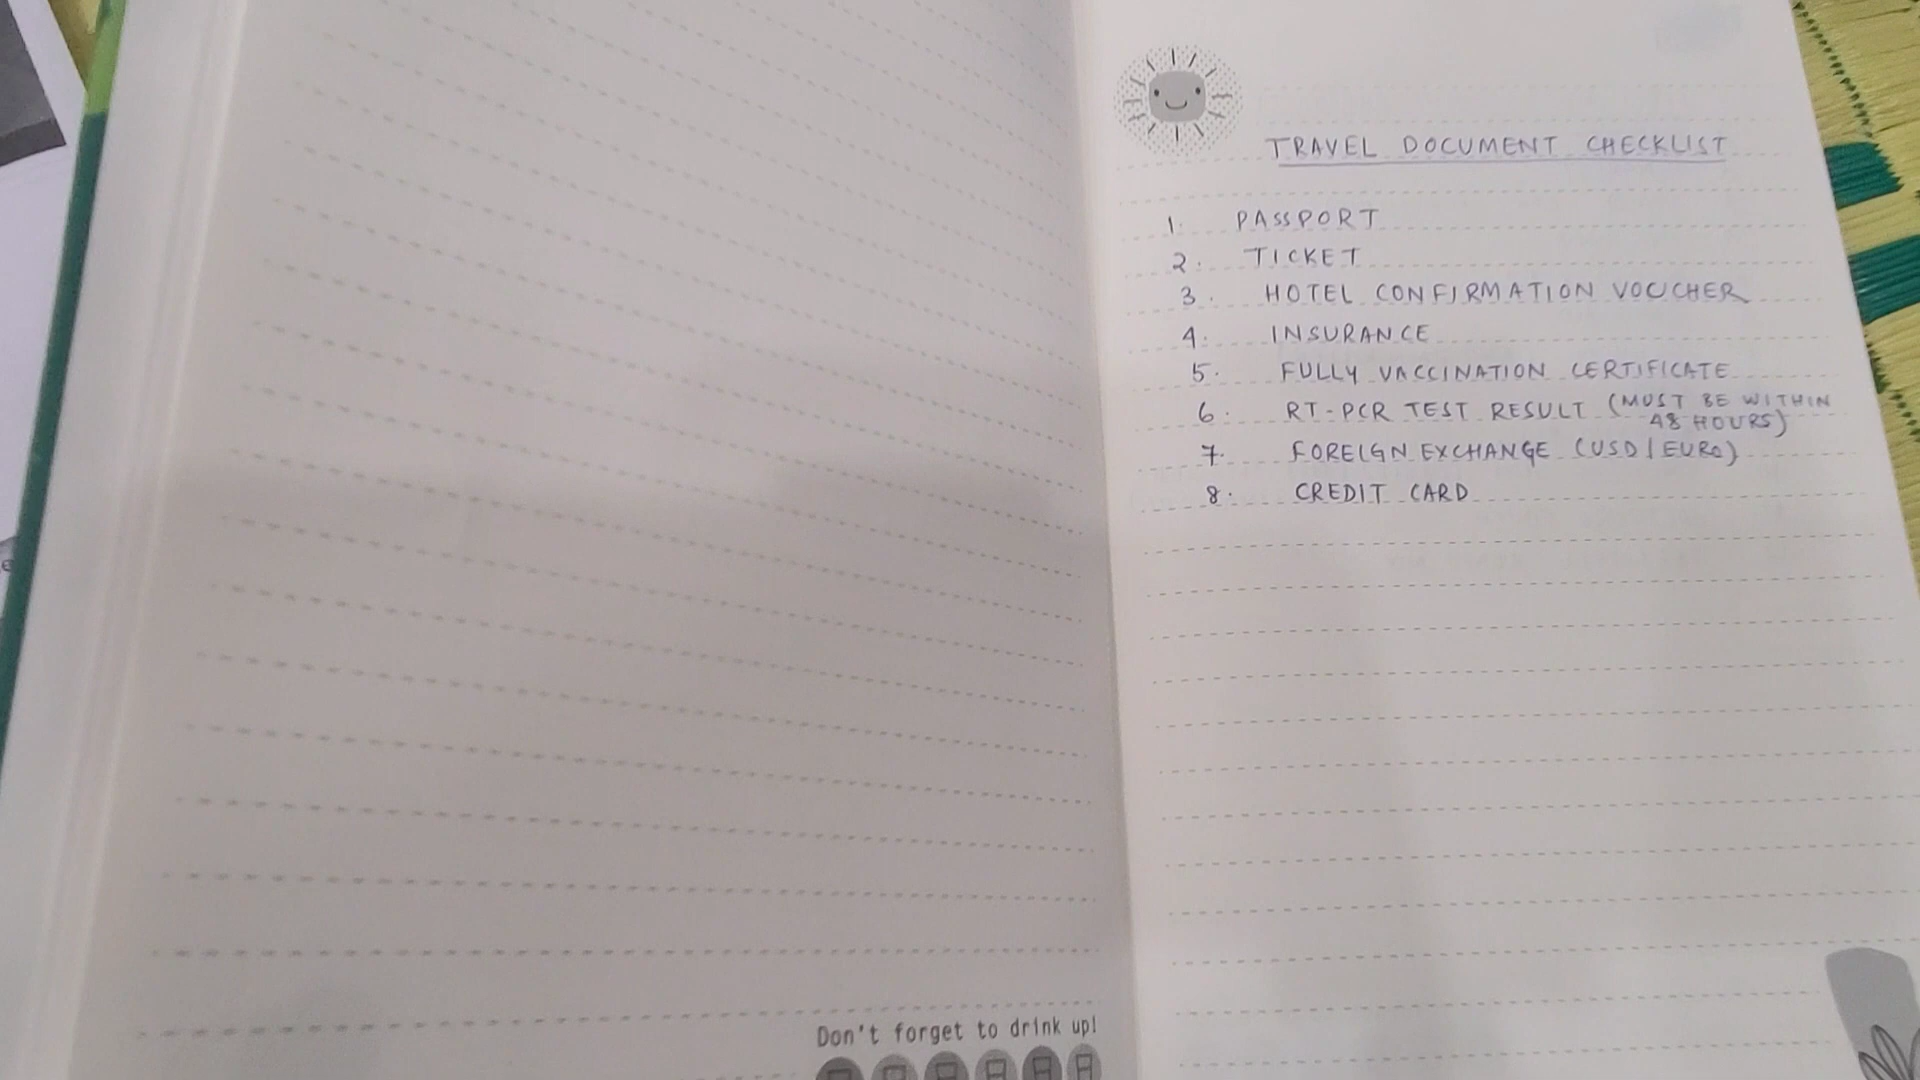 TRAVEL DOCUMENT CHECKLIST
1. PASSPORT
2. TICKET
3. HOTEL CONFIRMATION VOUCHER
4. INSURANCE
5. FULLY VACCINATION CERTIFICATE
6. RT-PCR TEST RESULT (MUST BE WITHIN
48 HOURS)
7. FOREIGN EXCHANGE (USD/EURO)
8. CREDIT CARD
Don't forget to drink up!